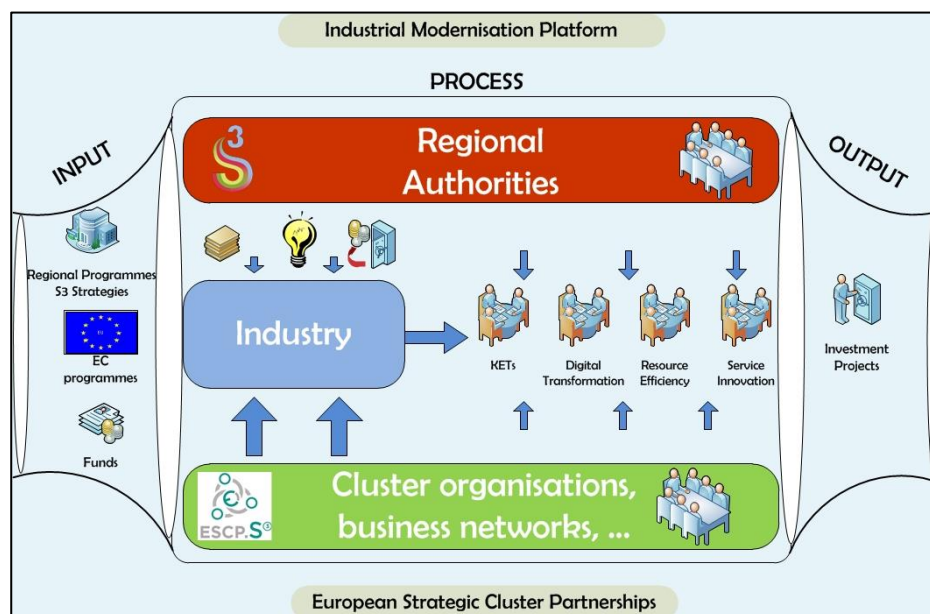 Industrial Modernisation Platform
PROCESS
INPUT
OUTPUT
S3
Regional
Authorities
Regional Programmes
S3 Strategies
EC
programmes
Funds
Industry
KETs
Digital
Transformation
Resource
Efficiency
Service
Innovation
Investment
Projects
ESCP.S³
Cluster organisations,
business networks, ...
European Strategic Cluster Partnerships